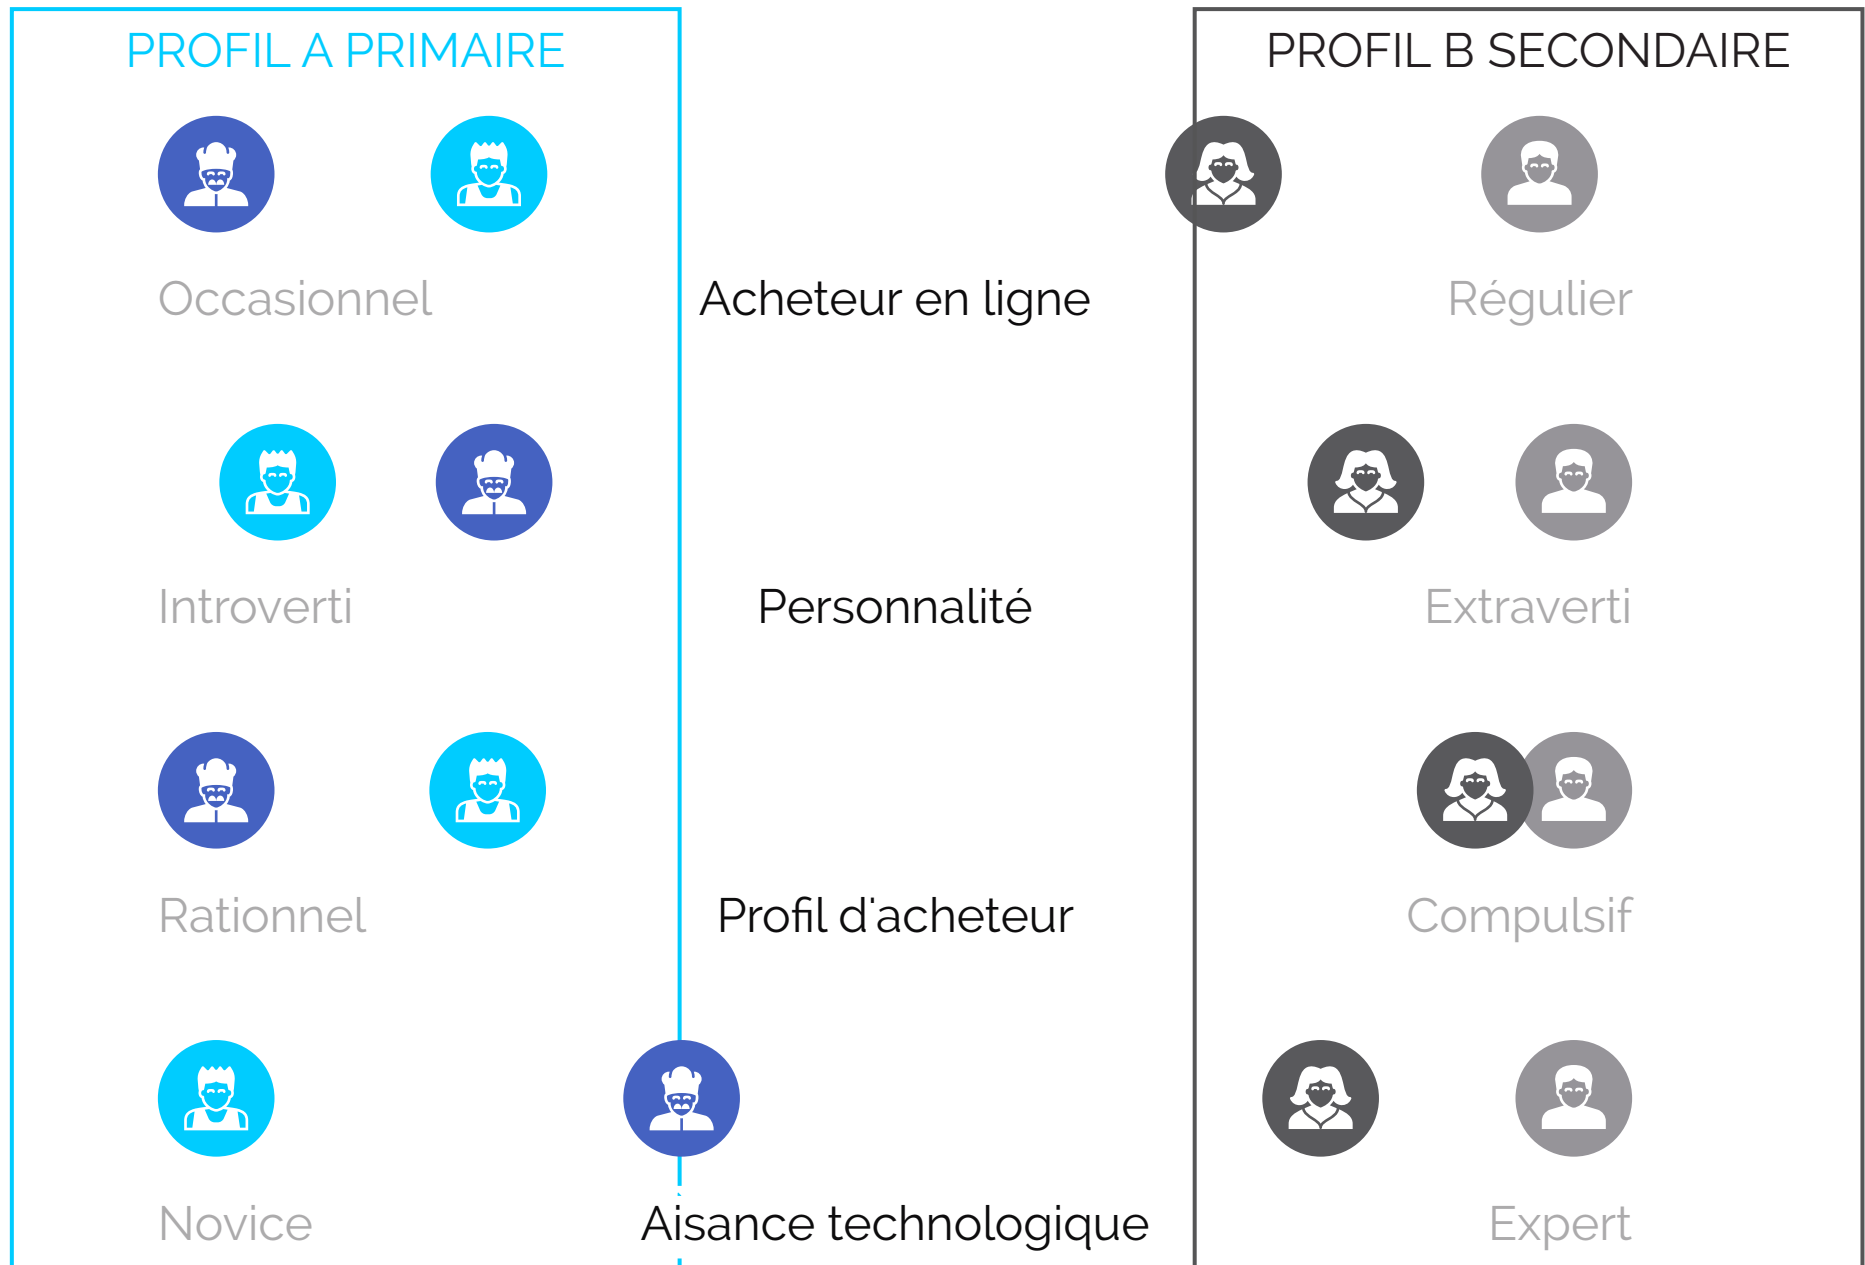 PROFIL A PRIMAIRE
PROFIL B SECONDAIRE
Occasionnel
Acheteur en ligne
Régulier
Introverti
Personnalité
Extraverti
Rationnel
Profil d'acheteur
Compulsif
Novice
Aisance technologique
Expert